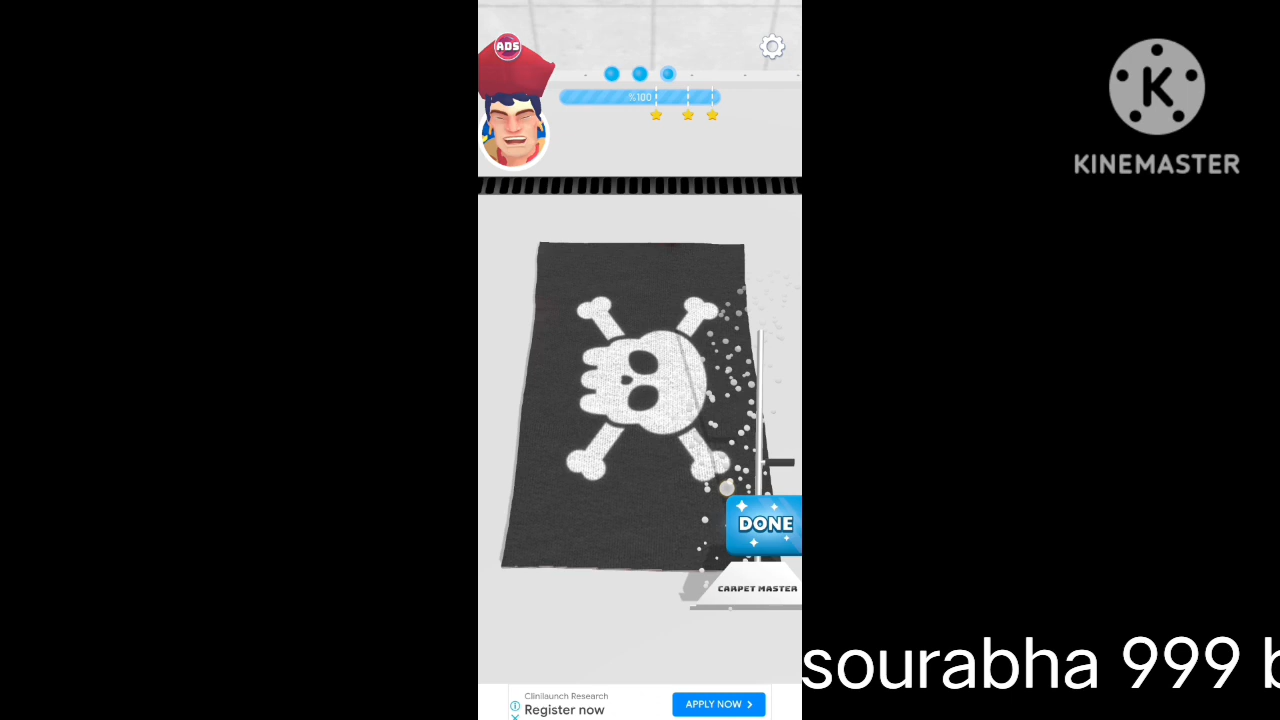 ADS
%100
K
KINEMASTER
DONE
CARPET MASTER
sourabha 999 b
Clinilaunch Research
Register now
APPLY NOW